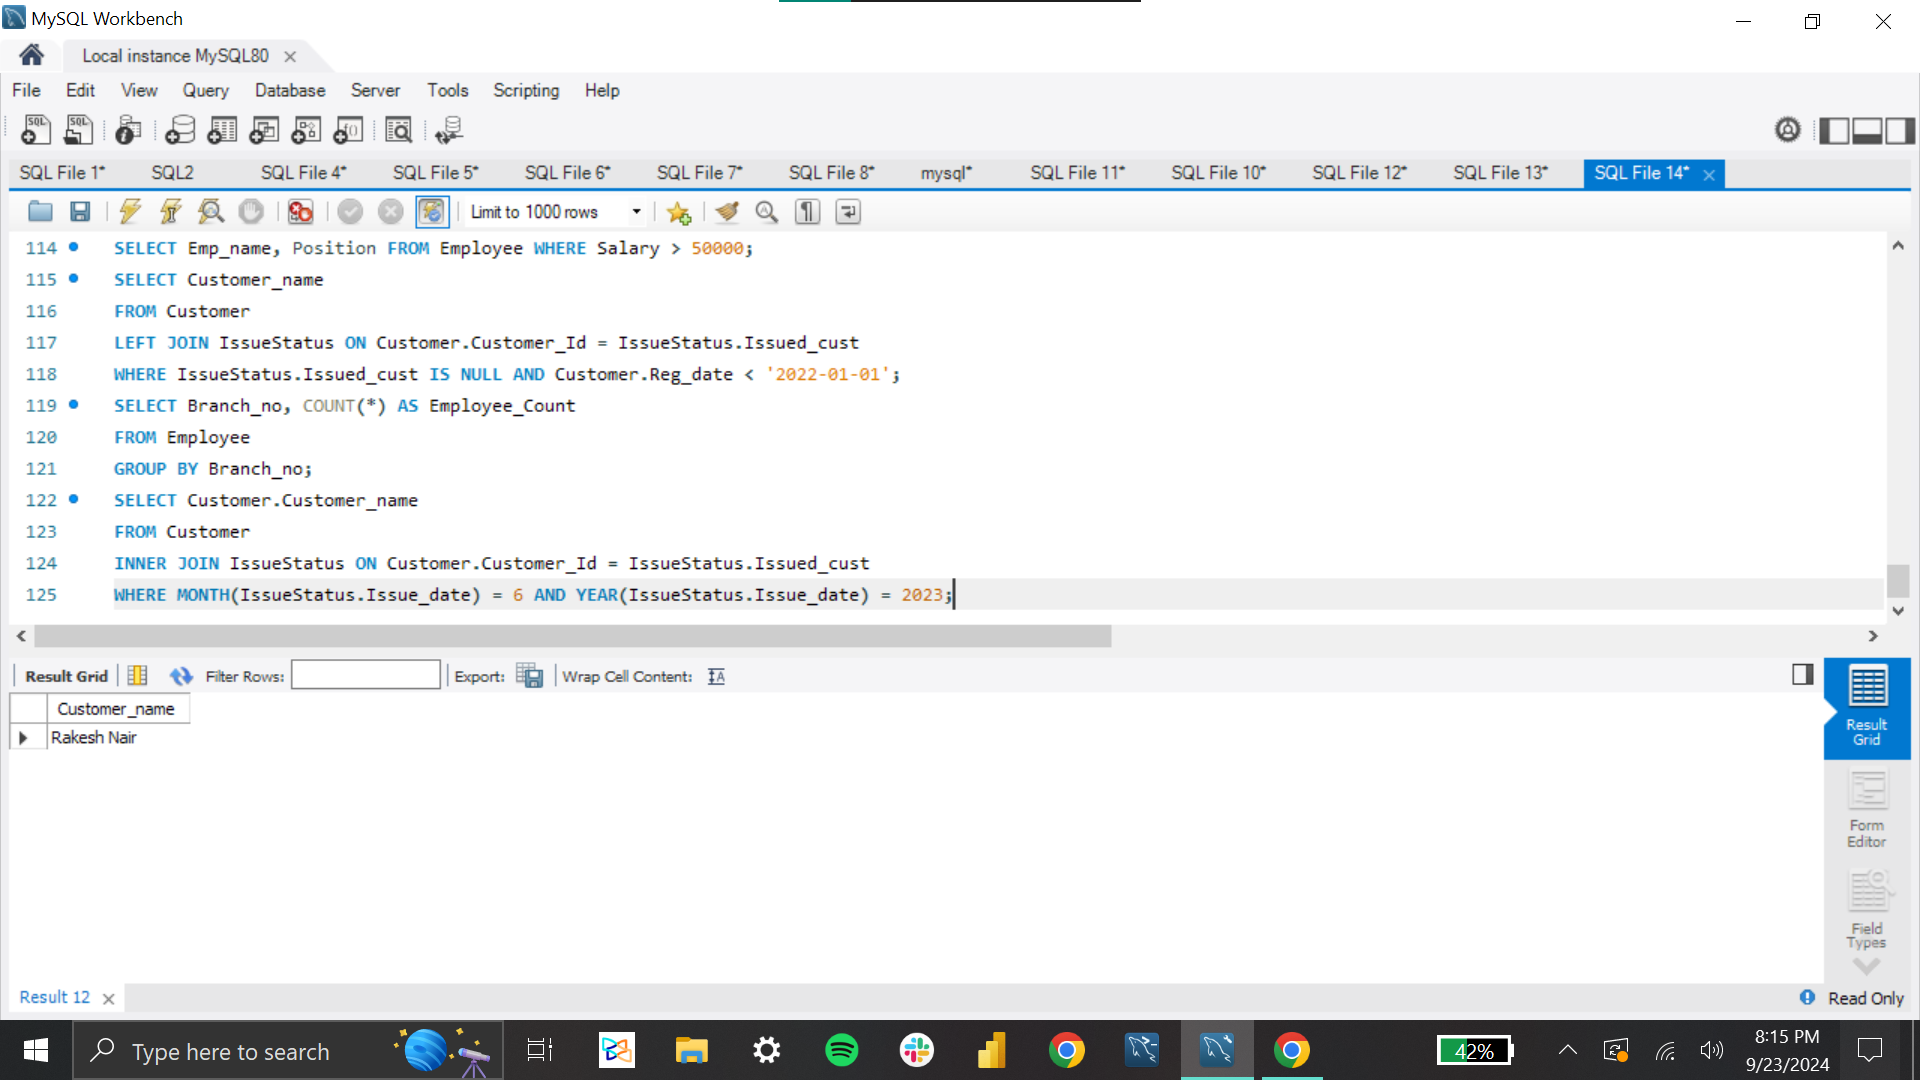 MySQL Workbench
Local instance MySQL80
File Edit View Query Database Server Tools Scripting Help
SQL File 1* SQL2 SQL File 4* SQL File 5* SQL File 6* SQL File 7* SQL File 8* mysql* SQL File 11* SQL File 10* SQL File 12* SQL File 13* SQL File 14*
Limit to 1000 rows
114 SELECT Emp_name, Position FROM Employee WHERE Salary > 50000;
115 SELECT Customer_name
116 FROM Customer
117 LEFT JOIN IssueStatus ON Customer.Customer_Id = IssueStatus.Issued_cust
118 WHERE IssueStatus.Issued_cust IS NULL AND Customer.Reg_date < '2022-01-01';
119 SELECT Branch_no, COUNT(*) AS Employee_Count
120 FROM Employee
121 GROUP BY Branch_no;
122 SELECT Customer.Customer_name
123 FROM Customer
124 INNER JOIN IssueStatus ON Customer.Customer_Id = IssueStatus.Issued_cust
125 WHERE MONTH(IssueStatus.Issue_date) = 6 AND YEAR(IssueStatus.Issue_date) = 2023;
Result Grid Filter Rows: Export: Wrap Cell Content:
Customer_name
Rakesh Nair
Result
Grid
Form
Editor
Field
Types
Result 12
Read Only
Type here to search
42%
8:15 PM
9/23/2024